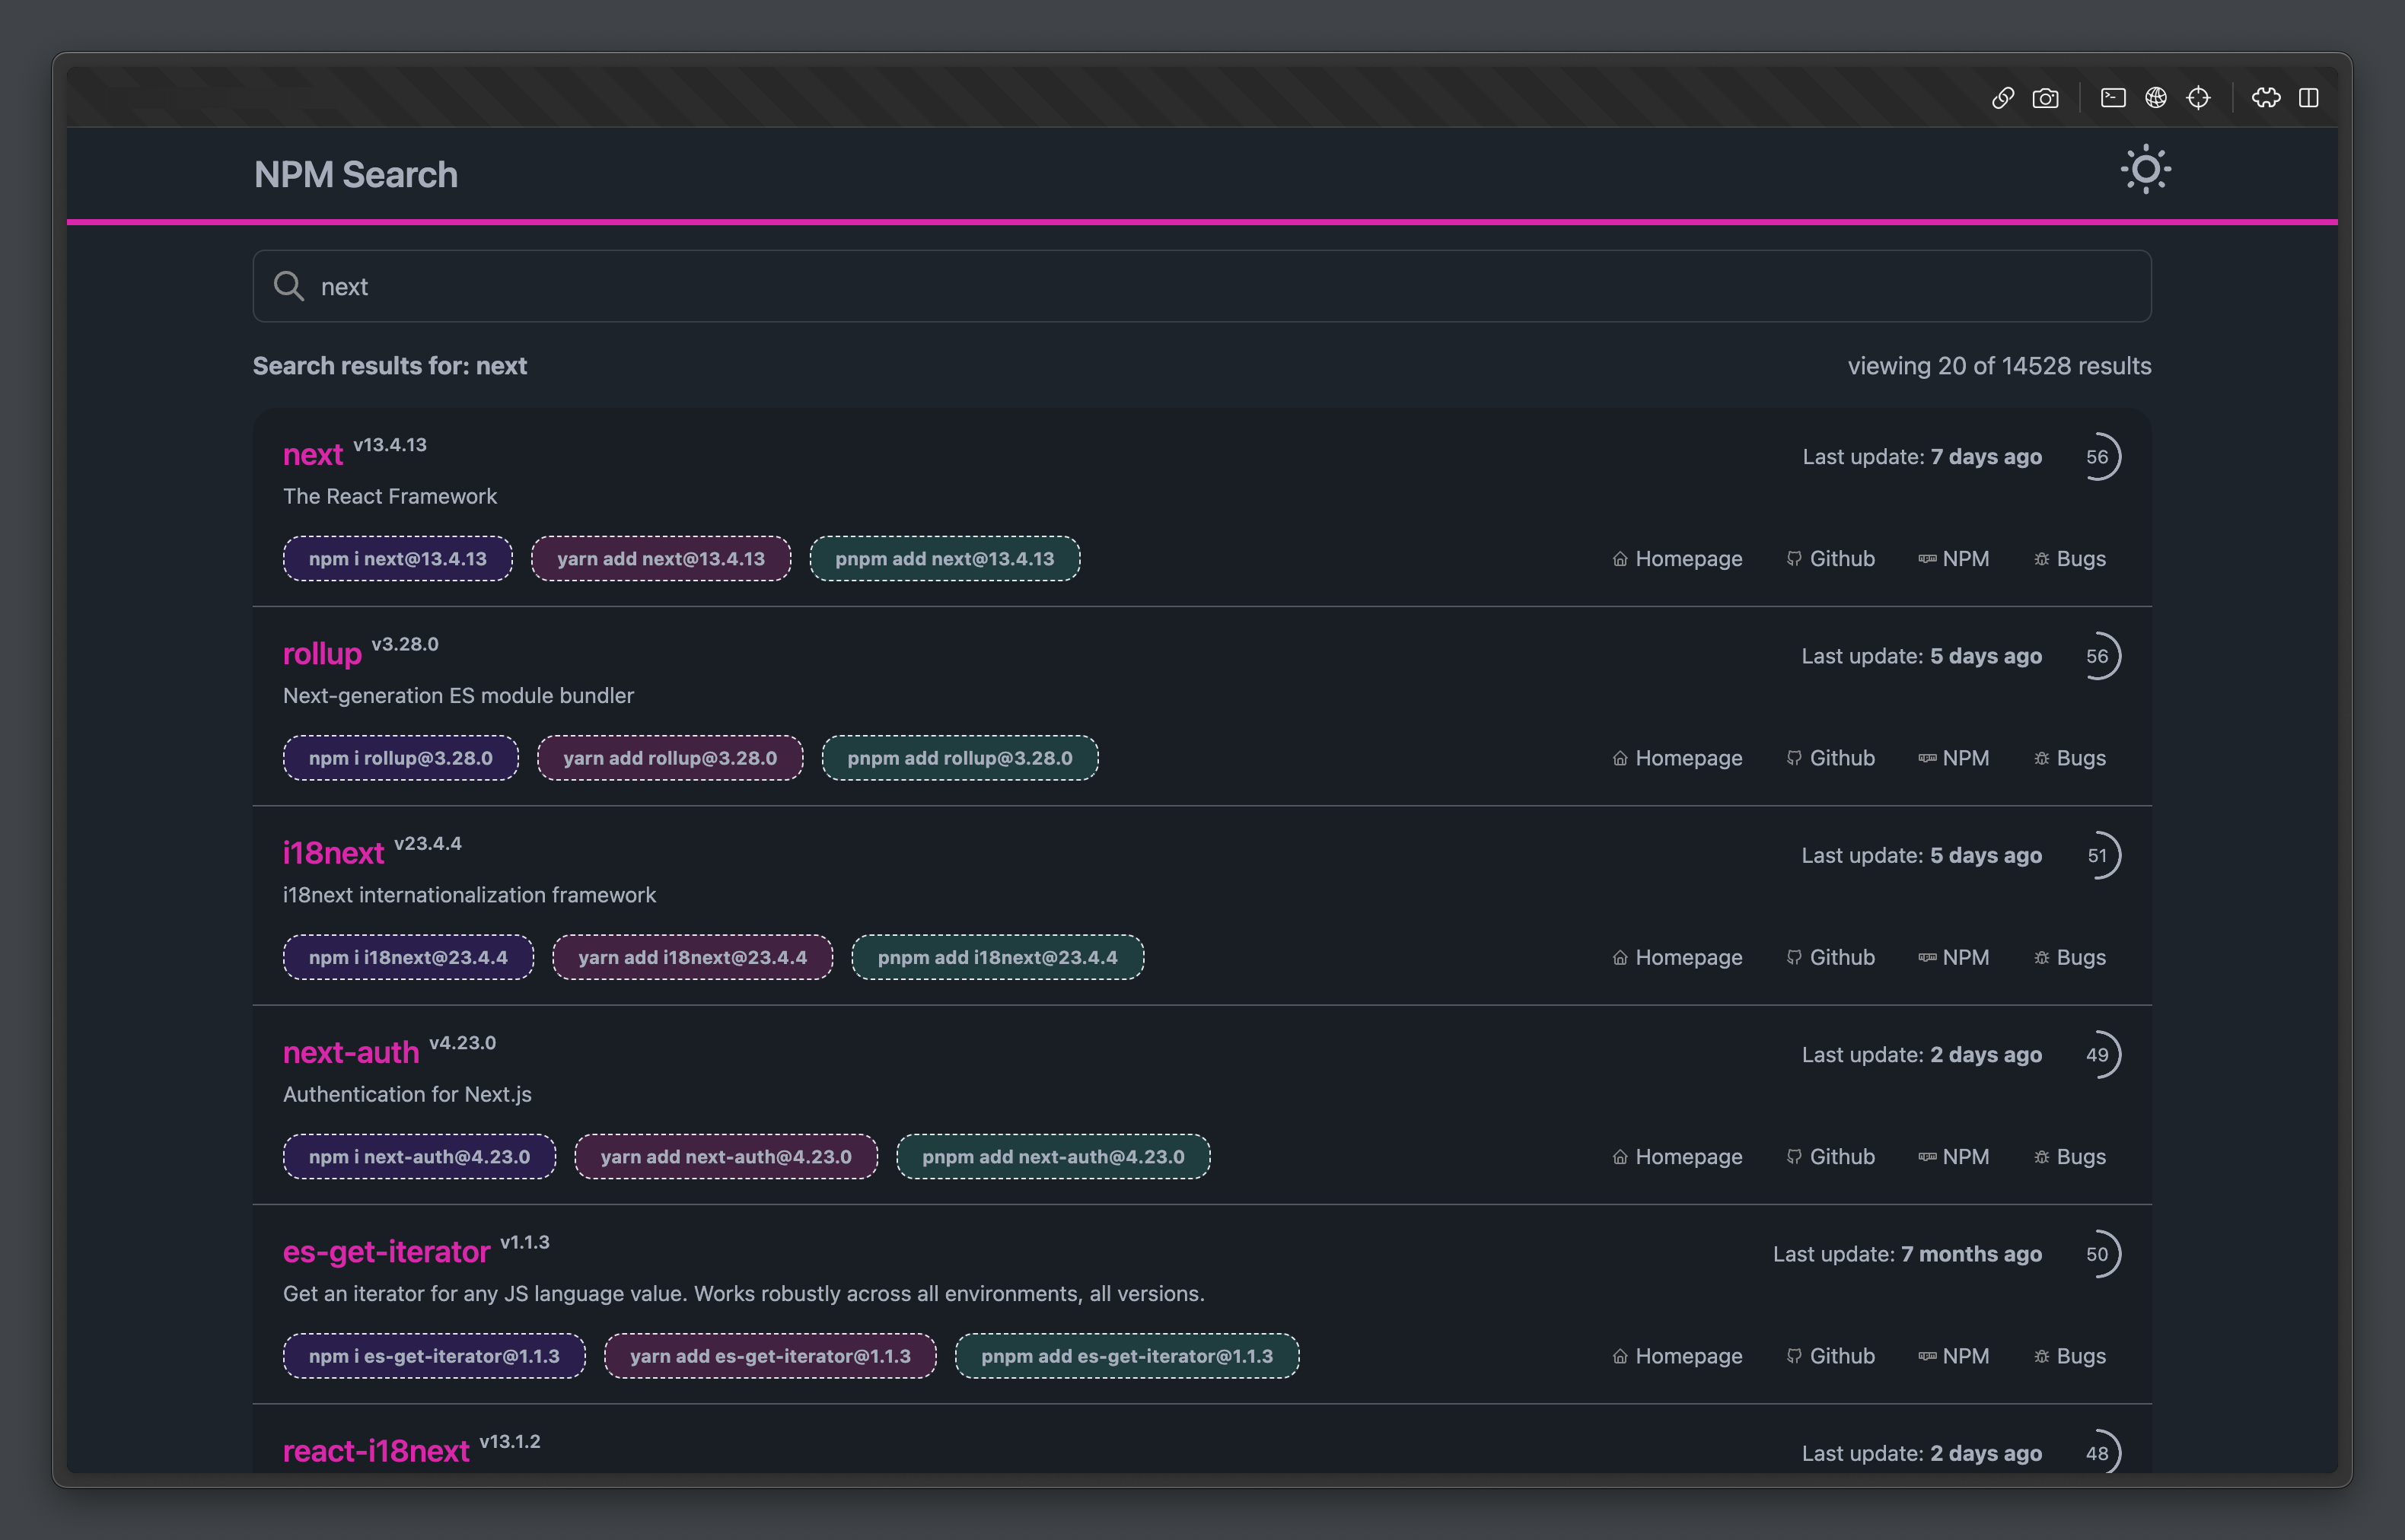 NPM Search
next
Search results for: next
viewing 20 of 14528 results
next v13.4.13
Last update: 7 days ago 56
The React Framework
npm i next@13.4.13 yarn add next@13.4.13 pnpm add next@13.4.13
Homepage Github NPM Bugs
rollup v3.28.0
Last update: 5 days ago 56
Next-generation ES module bundler
npm i rollup@3.28.0 yarn add rollup@3.28.0 pnpm add rollup@3.28.0
Homepage Github NPM Bugs
i18next v23.4.4
Last update: 5 days ago 51
i18next internationalization framework
npm i i18next@23.4.4 yarn add i18next@23.4.4 pnpm add i18next@23.4.4
Homepage Github NPM Bugs
next-auth v4.23.0
Last update: 2 days ago 49
Authentication for Next.js
npm i next-auth@4.23.0 yarn add next-auth@4.23.0 pnpm add next-auth@4.23.0
Homepage Github NPM Bugs
es-get-iterator v1.1.3
Last update: 7 months ago 50
Get an iterator for any JS language value. Works robustly across all environments, all versions.
npm i es-get-iterator@1.1.3 yarn add es-get-iterator@1.1.3 pnpm add es-get-iterator@1.1.3
Homepage Github NPM Bugs
react-i18next v13.1.2
Last update: 2 days ago 48